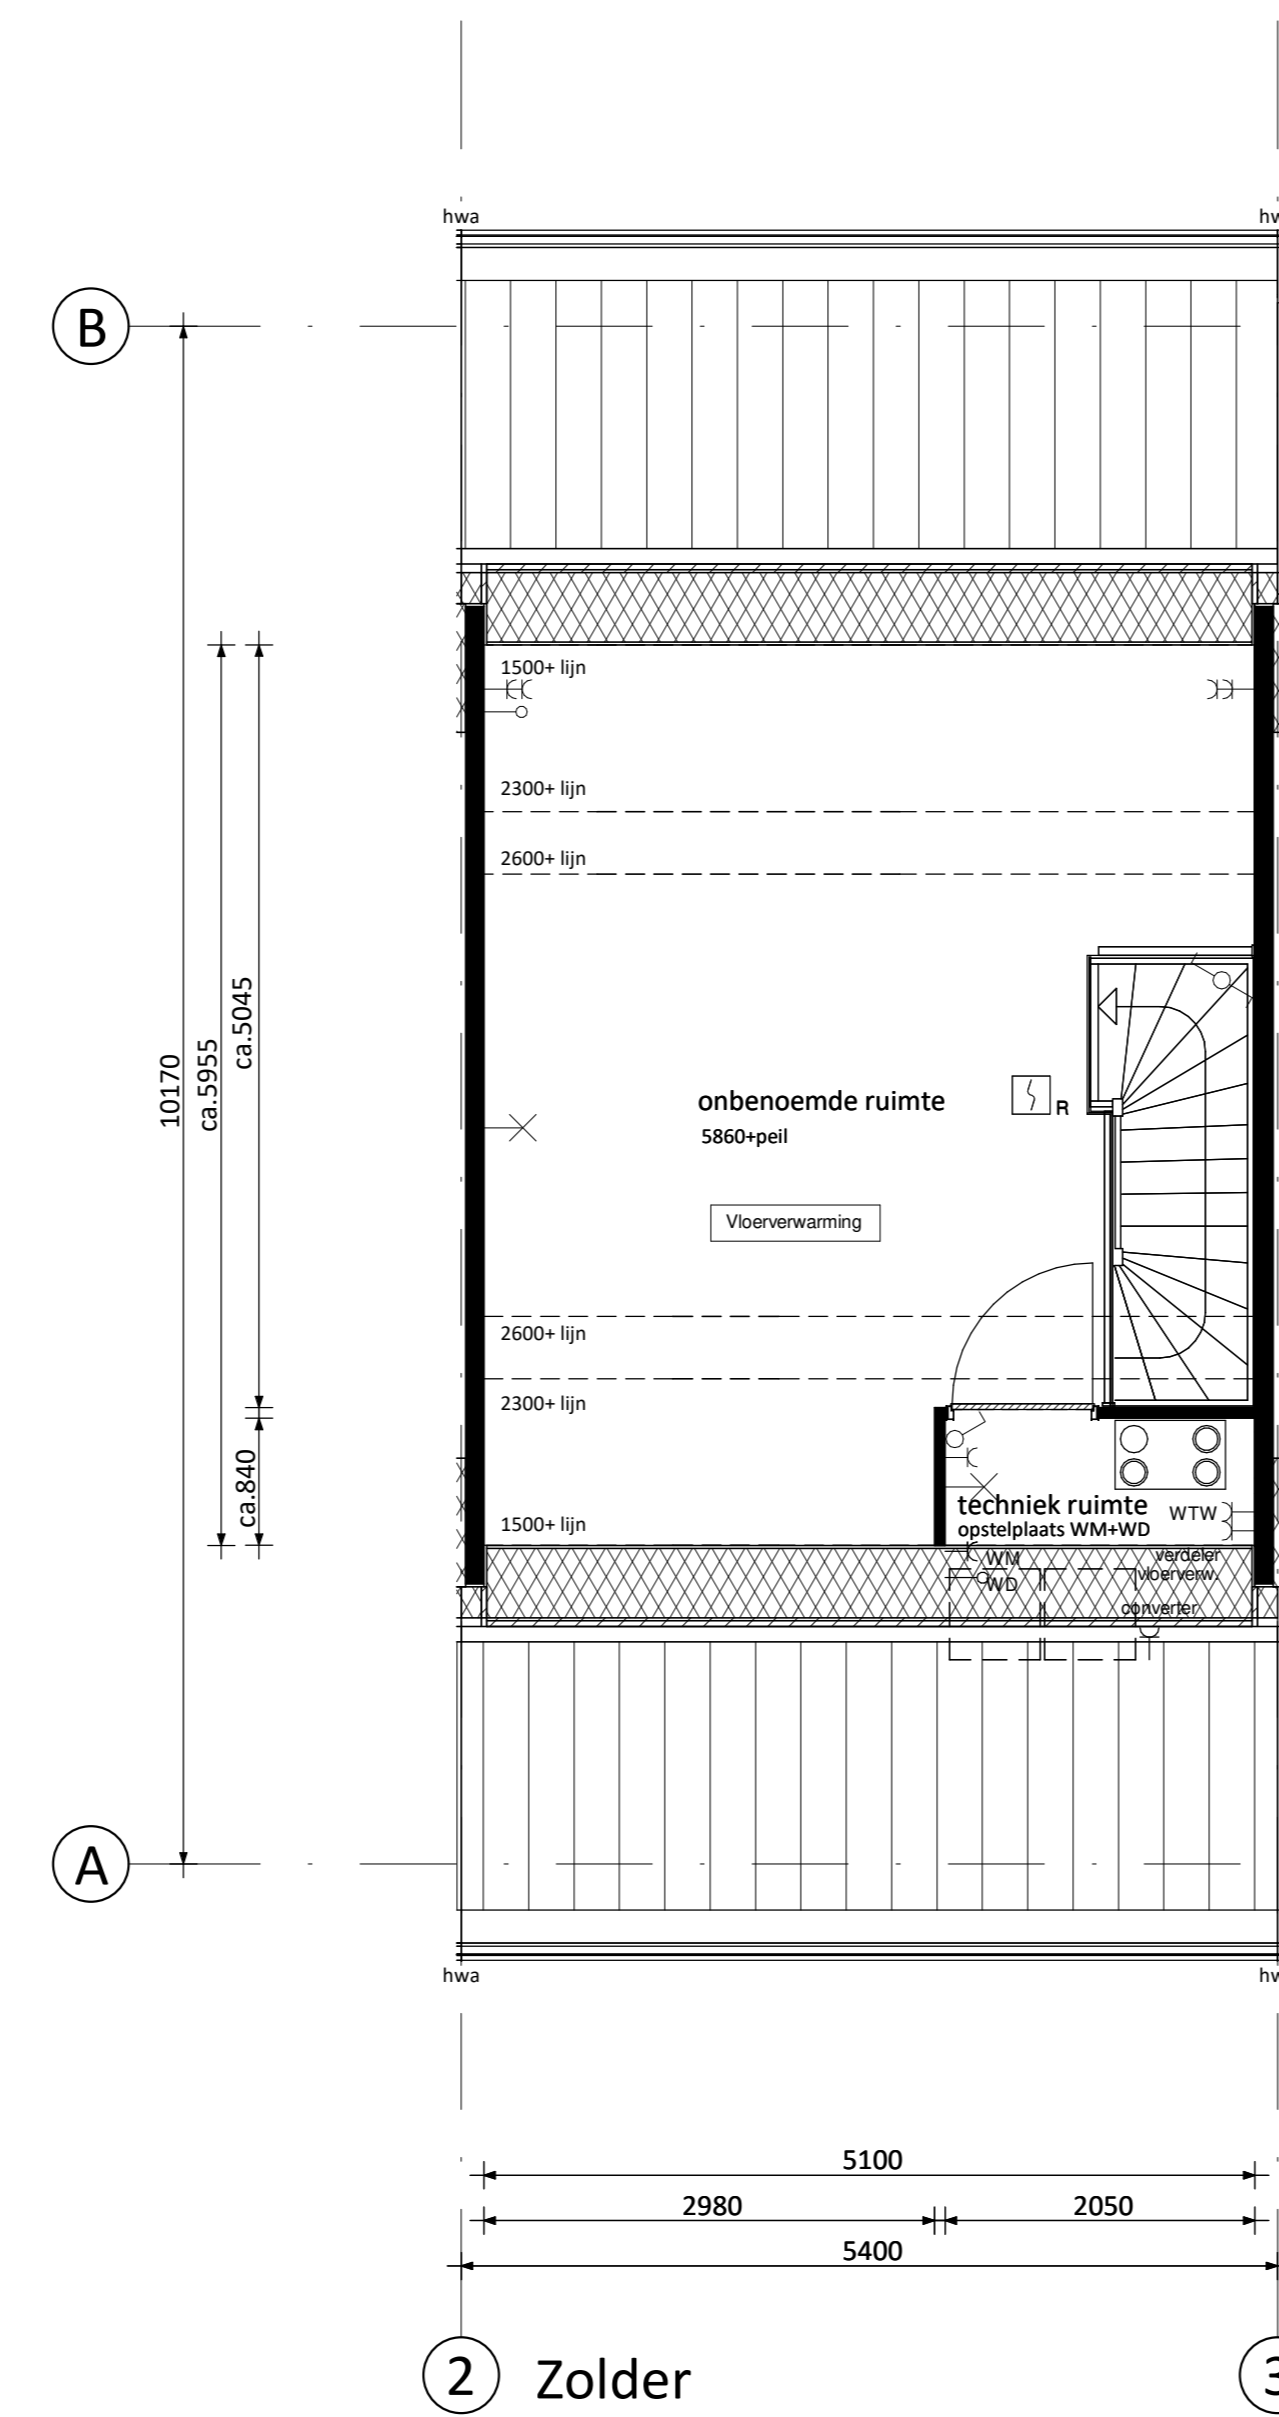 hwa
hw
B
1500+ lijn
2300+ lijn
2600+ lijn
10170
ca.5955
ca.5045
onbenoemde ruimte
R
5860+peil
Vloerverwarming
2600+ lijn
2300+ lijn
ca.840
techniek ruimte
WTW
1500+ lijn
opstelplaats WM+WD
WM
verdeler
WD
vloerverw.
converter
A
hwa
hw
5100
2980
2050
5400
2
Zolder
3